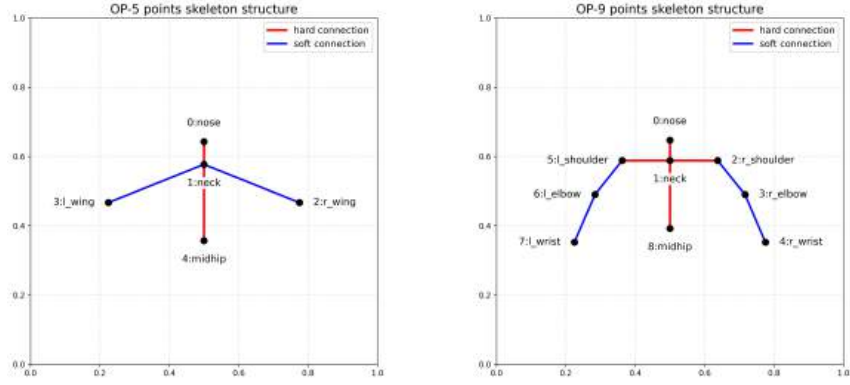 OP-5 points skeleton structure
1.0
hard connection
soft connection
0.8
0:nose
0.6
1:neck
3:l_wing
2:r_wing
0.4
4:midhip
0.2
0.0
0.0 0.2 0.4 0.6 0.8 1.0
OP-9 points skeleton structure
1.0
hard connection
soft connection
0.8
0:nose
0.6
5:l_shoulder
2:r_shoulder
1:neck
6:l_elbow
3:r_elbow
0.4
7:l_wrist
8:midhip
4:r_wrist
0.2
0.0
0.0 0.2 0.4 0.6 0.8 1.0